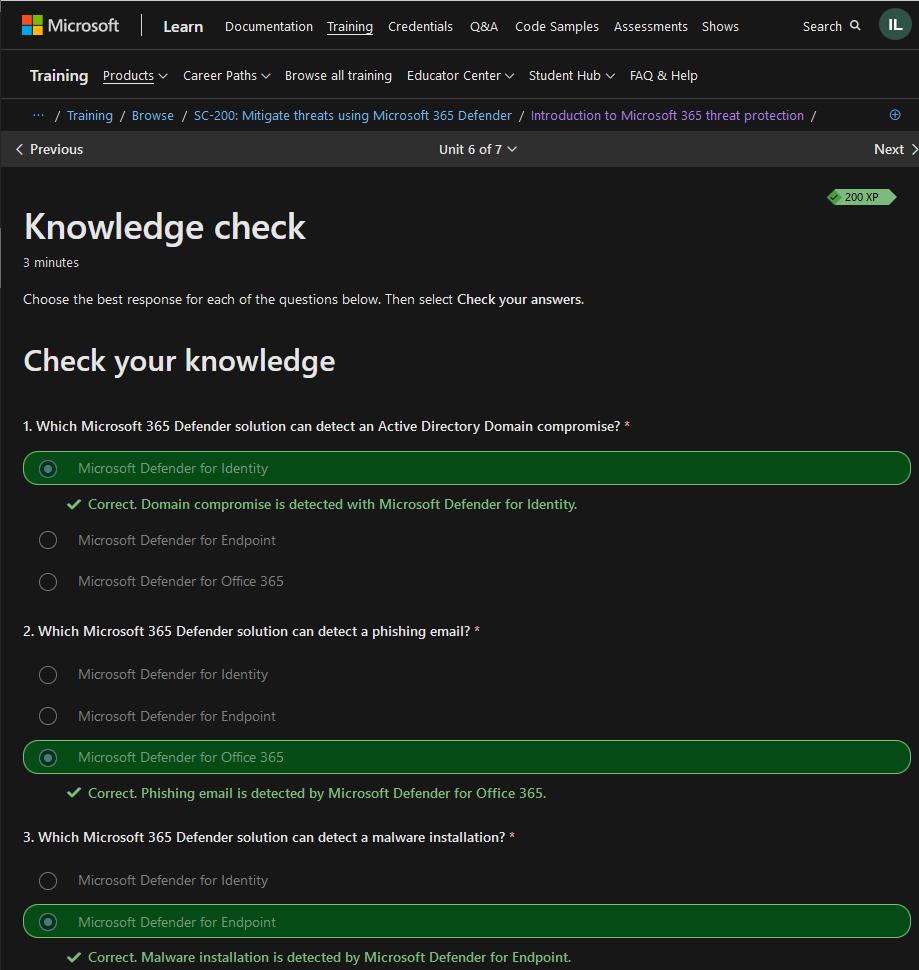 Microsoft Learn Documentation Training Credentials Q&A Code Samples Assessments Shows Search IL
Training Products Career Paths Browse all training Educator Center Student Hub FAQ & Help
... / Training / Browse / SC-200: Mitigate threats using Microsoft 365 Defender / Introduction to Microsoft 365 threat protection /
Previous Unit 6 of 7 Next
200 XP
Knowledge check
3 minutes
Choose the best response for each of the questions below. Then select Check your answers.
Check your knowledge
1. Which Microsoft 365 Defender solution can detect an Active Directory Domain compromise? *
Microsoft Defender for Identity
Correct. Domain compromise is detected with Microsoft Defender for Identity.
Microsoft Defender for Endpoint
Microsoft Defender for Office 365
2. Which Microsoft 365 Defender solution can detect a phishing email? *
Microsoft Defender for Identity
Microsoft Defender for Endpoint
Microsoft Defender for Office 365
Correct. Phishing email is detected by Microsoft Defender for Office 365.
3. Which Microsoft 365 Defender solution can detect a malware installation? *
Microsoft Defender for Identity
Microsoft Defender for Endpoint
Correct. Malware installation is detected by Microsoft Defender for Endpoint.